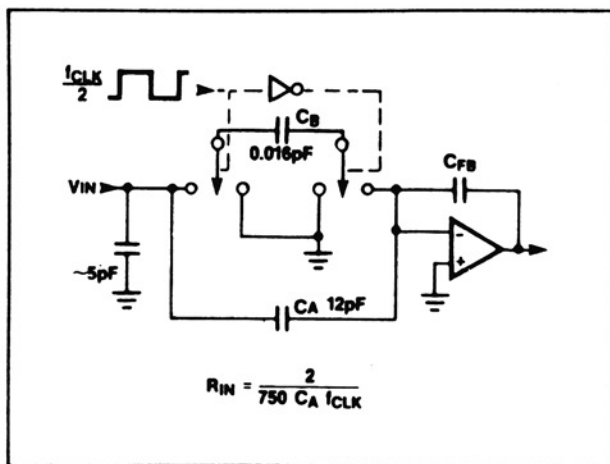 fCLK
2
CB
0.016pF
CFB
VIN
~5pF
-
+
CA 12pF
RIN = 2
750 CA fCLK